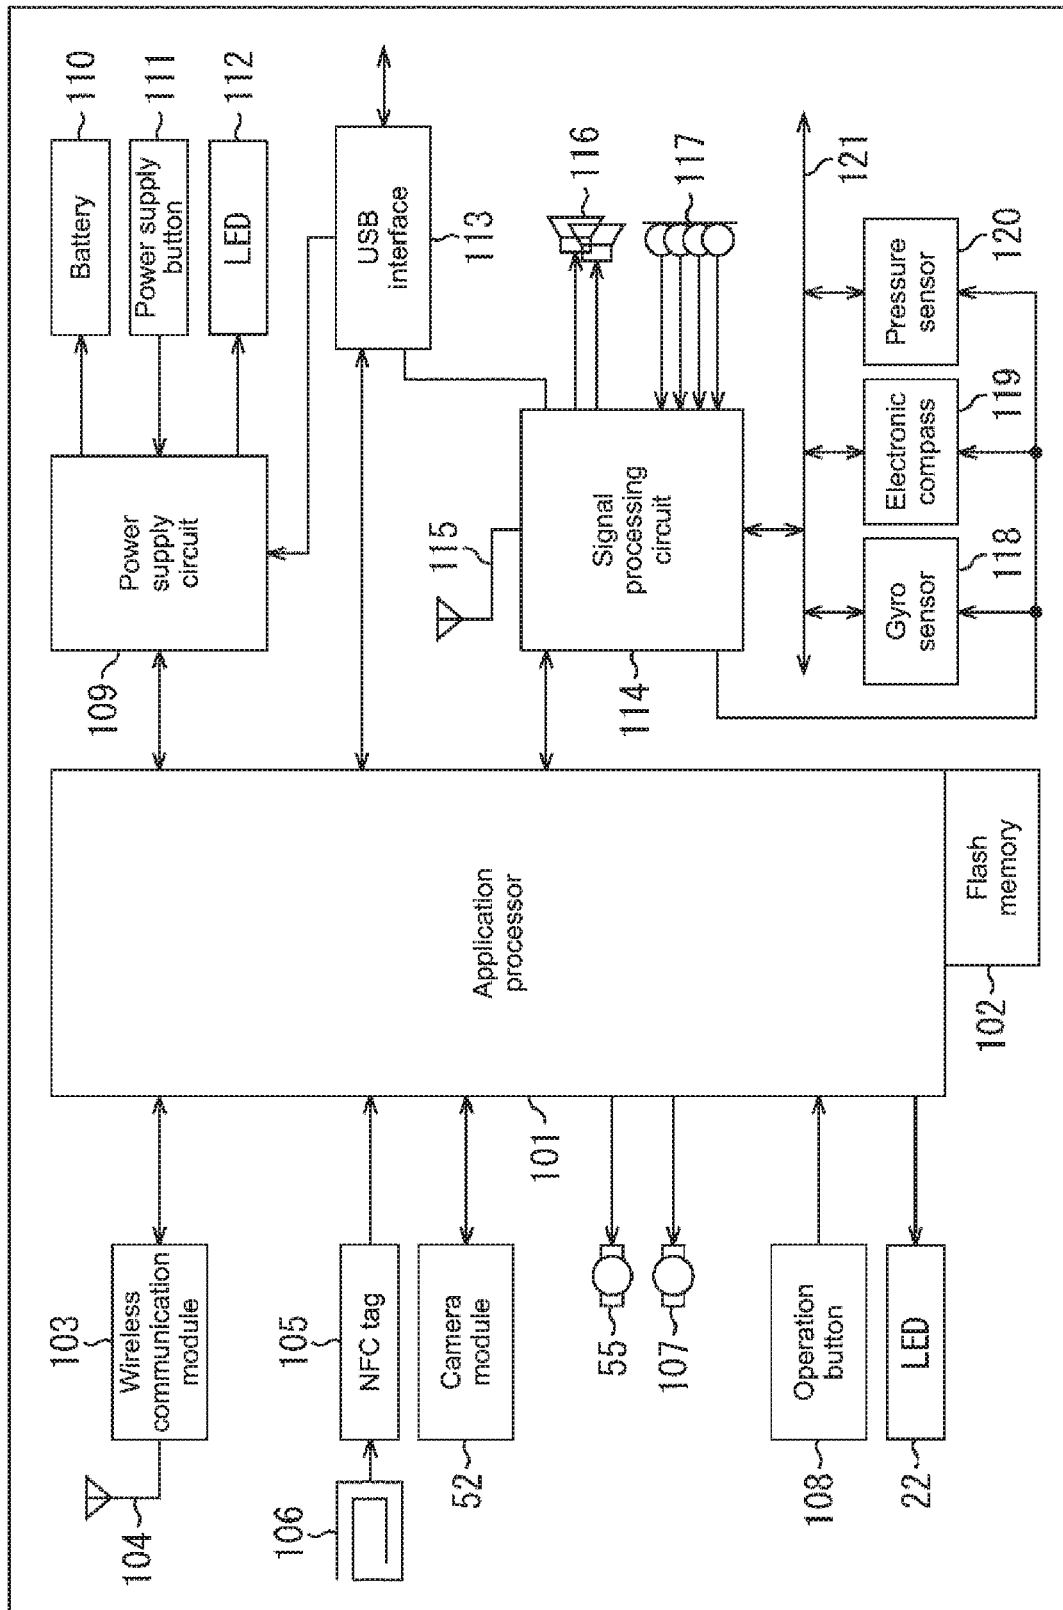 103
Wireless
communication
module
104
105
NFC tag
106
Camera
module
52
55
107
Operation
button
108
LED
22
Application
processor
101
Flash
memory
102
Power
supply
circuit
109
Battery
110
Power supply
button
111
LED
112
USB
interface
113
Signal
processing
circuit
114
115
116
117
Gyro
sensor
118
Electronic
compass
119
Pressure
sensor
120
121